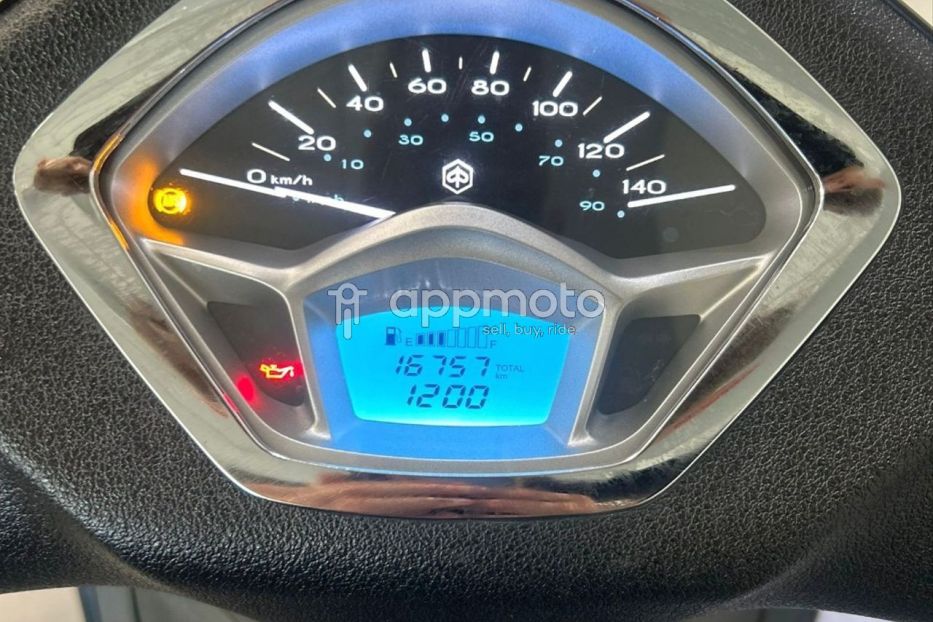 0 20 40 60 80 100 120 140
km/h
10 30 50 70 90
appmoto
sell, buy, ride.
E F
16757 TOTAL km
1200